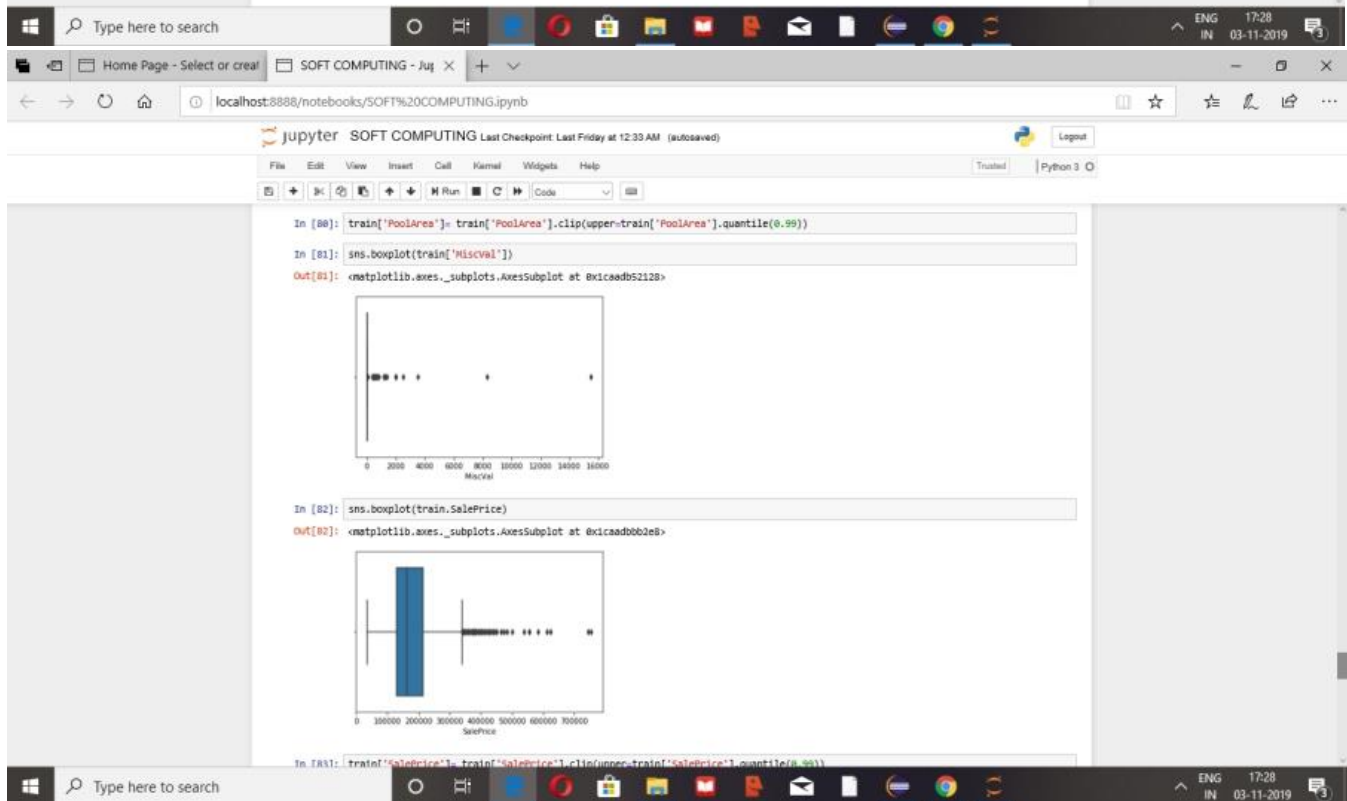 Type here to search
ENG 17:28
IN 03-11-2019
Home Page - Select or creat SOFT COMPUTING - Jup
localhost:8888/notebooks/SOFT%20COMPUTING.ipynb
jupyter SOFT COMPUTING Last Checkpoint: Last Friday at 12:33 AM (autosaved)
Logout
File Edit View Insert Cell Kernel Widgets Help
Trusted Python 3
Run Code
In [80]: train['PoolArea']= train['PoolArea'].clip(upper=train['PoolArea'].quantile(0.99))
In [81]: sns.boxplot(train['MiscVal'])
Out[81]: <matplotlib.axes._subplots.AxesSubplot at 0x1caadb52128>
0 2000 4000 6000 8000 10000 12000 14000 16000
MiscVal
In [82]: sns.boxplot(train.SalePrice)
Out[82]: <matplotlib.axes._subplots.AxesSubplot at 0x1caadbbb2e8>
0 100000 200000 300000 400000 500000 600000 700000
SalePrice
In [83]: train['SalePrice']= train['SalePrice'].clip(upper=train['SalePrice'].quantile(0.99))
Type here to search
ENG 17:28
IN 03-11-2019